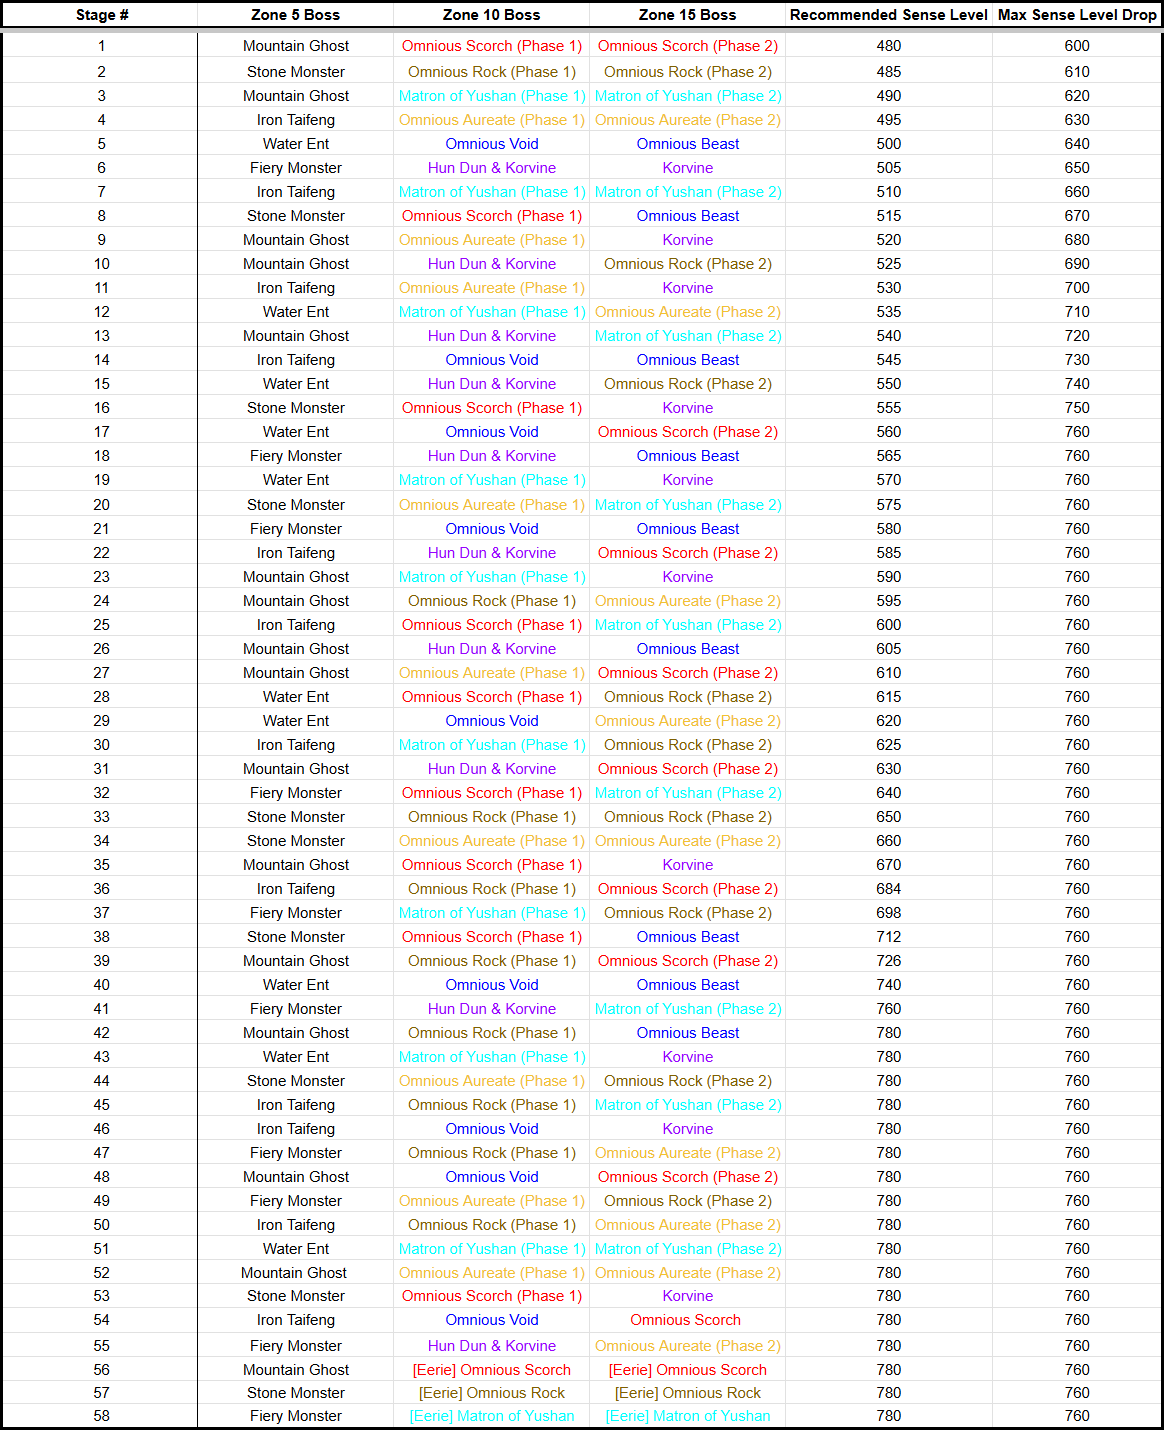 Stage # Zone 5 Boss Zone 10 Boss Zone 15 Boss Recommended Sense Level Max Sense Level Drop
1 Mountain Ghost Omnious Scorch (Phase 1) Omnious Scorch (Phase 2) 480 600
2 Stone Monster Omnious Rock (Phase 1) Omnious Rock (Phase 2) 485 610
3 Mountain Ghost Matron of Yushan (Phase 1) Matron of Yushan (Phase 2) 490 620
4 Iron Taifeng Omnious Aureate (Phase 1) Omnious Aureate (Phase 2) 495 630
5 Water Ent Omnious Void Omnious Beast 500 640
6 Fiery Monster Hun Dun & Korvine Korvine 505 650
7 Iron Taifeng Matron of Yushan (Phase 1) Matron of Yushan (Phase 2) 510 660
8 Stone Monster Omnious Scorch (Phase 1) Omnious Beast 515 670
9 Mountain Ghost Omnious Aureate (Phase 1) Korvine 520 680
10 Mountain Ghost Hun Dun & Korvine Omnious Rock (Phase 2) 525 690
11 Iron Taifeng Omnious Aureate (Phase 1) Korvine 530 700
12 Water Ent Matron of Yushan (Phase 1) Omnious Aureate (Phase 2) 535 710
13 Mountain Ghost Hun Dun & Korvine Matron of Yushan (Phase 2) 540 720
14 Iron Taifeng Omnious Void Omnious Beast 545 730
15 Water Ent Hun Dun & Korvine Omnious Rock (Phase 2) 550 740
16 Stone Monster Omnious Scorch (Phase 1) Korvine 555 750
17 Water Ent Omnious Void Omnious Scorch (Phase 2) 560 760
18 Fiery Monster Hun Dun & Korvine Omnious Beast 565 760
19 Water Ent Matron of Yushan (Phase 1) Korvine 570 760
20 Stone Monster Omnious Aureate (Phase 1) Matron of Yushan (Phase 2) 575 760
21 Fiery Monster Omnious Void Omnious Beast 580 760
22 Iron Taifeng Hun Dun & Korvine Omnious Scorch (Phase 2) 585 760
23 Mountain Ghost Matron of Yushan (Phase 1) Korvine 590 760
24 Mountain Ghost Omnious Rock (Phase 1) Omnious Aureate (Phase 2) 595 760
25 Iron Taifeng Omnious Scorch (Phase 1) Matron of Yushan (Phase 2) 600 760
26 Mountain Ghost Hun Dun & Korvine Omnious Beast 605 760
27 Mountain Ghost Omnious Aureate (Phase 1) Omnious Scorch (Phase 2) 610 760
28 Water Ent Omnious Scorch (Phase 1) Omnious Rock (Phase 2) 615 760
29 Water Ent Omnious Void Omnious Aureate (Phase 2) 620 760
30 Iron Taifeng Matron of Yushan (Phase 1) Omnious Rock (Phase 2) 625 760
31 Mountain Ghost Hun Dun & Korvine Omnious Scorch (Phase 2) 630 760
32 Fiery Monster Omnious Scorch (Phase 1) Matron of Yushan (Phase 2) 640 760
33 Stone Monster Omnious Rock (Phase 1) Omnious Rock (Phase 2) 650 760
34 Stone Monster Omnious Aureate (Phase 1) Omnious Aureate (Phase 2) 660 760
35 Mountain Ghost Omnious Scorch (Phase 1) Korvine 670 760
36 Iron Taifeng Omnious Rock (Phase 1) Omnious Scorch (Phase 2) 684 760
37 Fiery Monster Matron of Yushan (Phase 1) Omnious Rock (Phase 2) 698 760
38 Stone Monster Omnious Scorch (Phase 1) Omnious Beast 712 760
39 Mountain Ghost Omnious Rock (Phase 1) Omnious Scorch (Phase 2) 726 760
40 Water Ent Omnious Void Omnious Beast 740 760
41 Fiery Monster Hun Dun & Korvine Matron of Yushan (Phase 2) 760 760
42 Mountain Ghost Omnious Rock (Phase 1) Omnious Beast 780 760
43 Water Ent Matron of Yushan (Phase 1) Korvine 780 760
44 Stone Monster Omnious Aureate (Phase 1) Omnious Rock (Phase 2) 780 760
45 Iron Taifeng Omnious Rock (Phase 1) Matron of Yushan (Phase 2) 780 760
46 Iron Taifeng Omnious Void Korvine 780 760
47 Fiery Monster Omnious Rock (Phase 1) Omnious Aureate (Phase 2) 780 760
48 Mountain Ghost Omnious Void Omnious Scorch (Phase 2) 780 760
49 Fiery Monster Omnious Aureate (Phase 1) Omnious Rock (Phase 2) 780 760
50 Iron Taifeng Omnious Rock (Phase 1) Omnious Aureate (Phase 2) 780 760
51 Water Ent Matron of Yushan (Phase 1) Matron of Yushan (Phase 2) 780 760
52 Mountain Ghost Omnious Aureate (Phase 1) Omnious Aureate (Phase 2) 780 760
53 Stone Monster Omnious Scorch (Phase 1) Korvine 780 760
54 Iron Taifeng Omnious Void Omnious Scorch 780 760
55 Fiery Monster Hun Dun & Korvine Omnious Aureate (Phase 2) 780 760
56 Mountain Ghost [Eerie] Omnious Scorch [Eerie] Omnious Scorch 780 760
57 Stone Monster [Eerie] Omnious Rock [Eerie] Omnious Rock 780 760
58 Fiery Monster [Eerie] Matron of Yushan [Eerie] Matron of Yushan 780 760